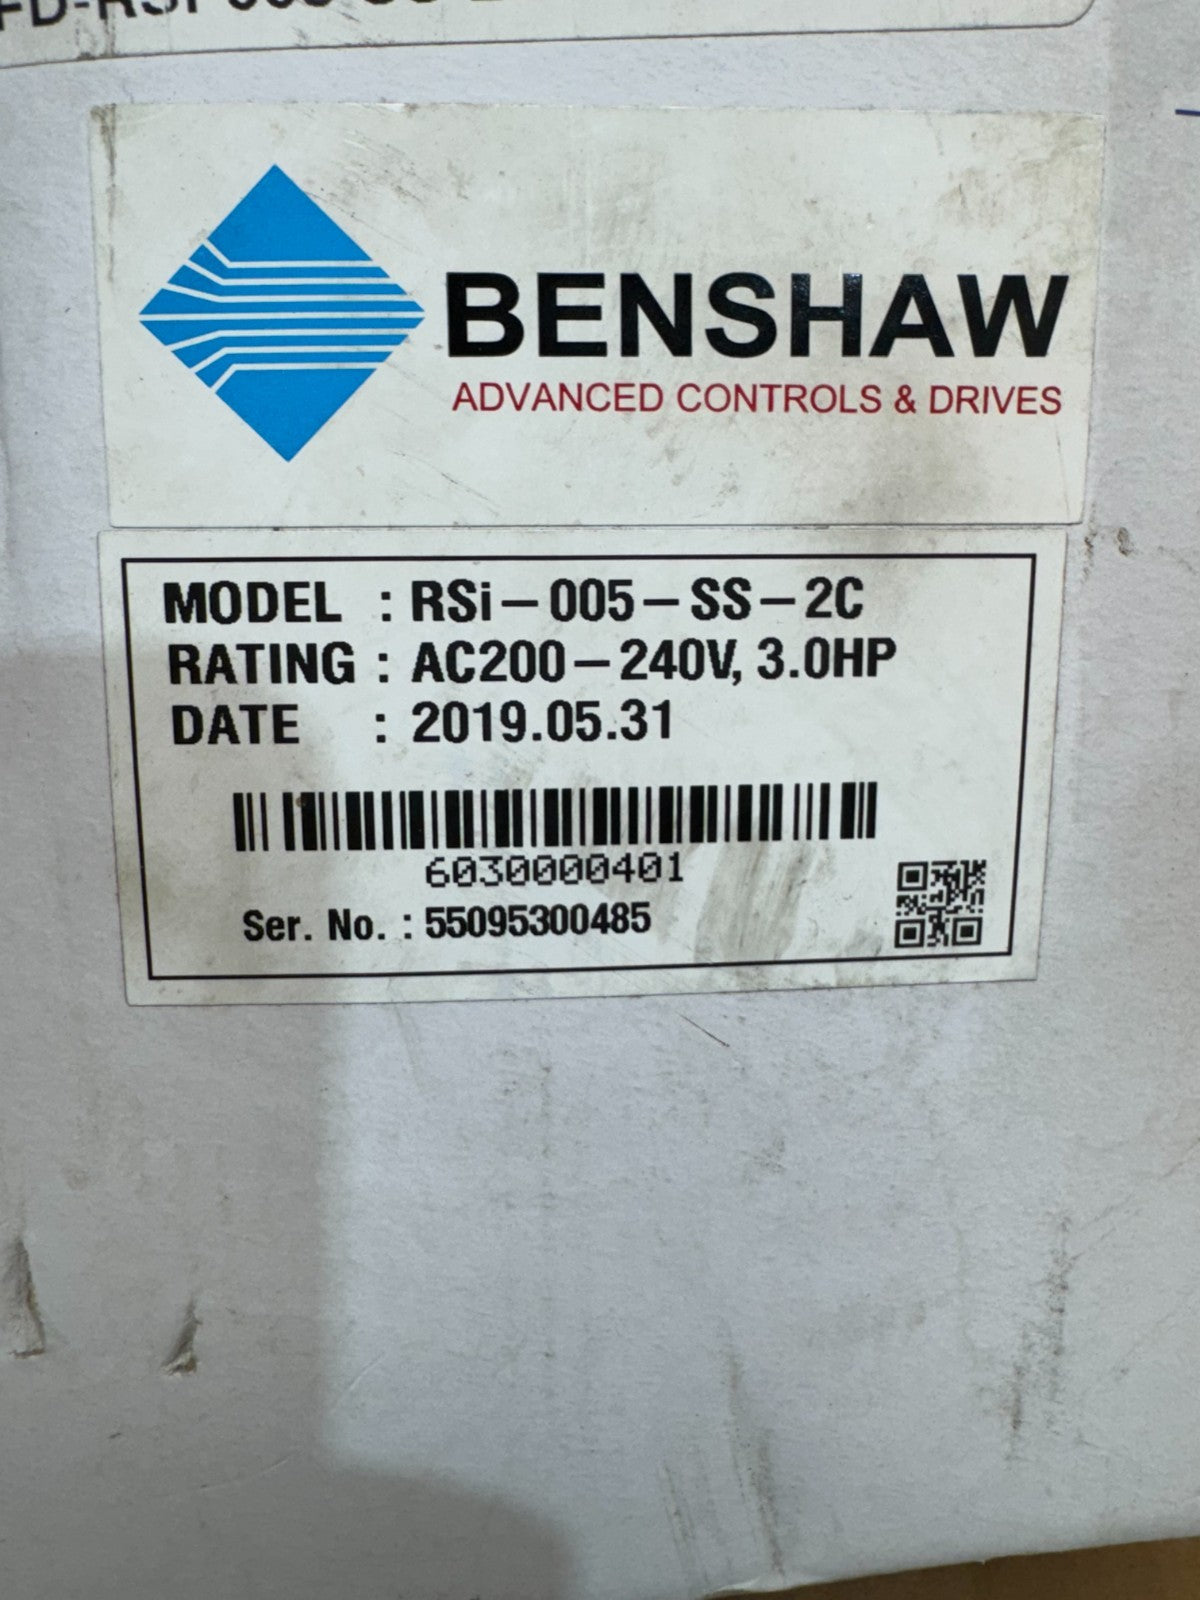 BENSHAW
ADVANCED CONTROLS & DRIVES
MODEL : RSi-005-SS-2C
RATING : AC200-240V, 3.0HP
DATE : 2019.05.31
6030000401
Ser. No. : 55095300485